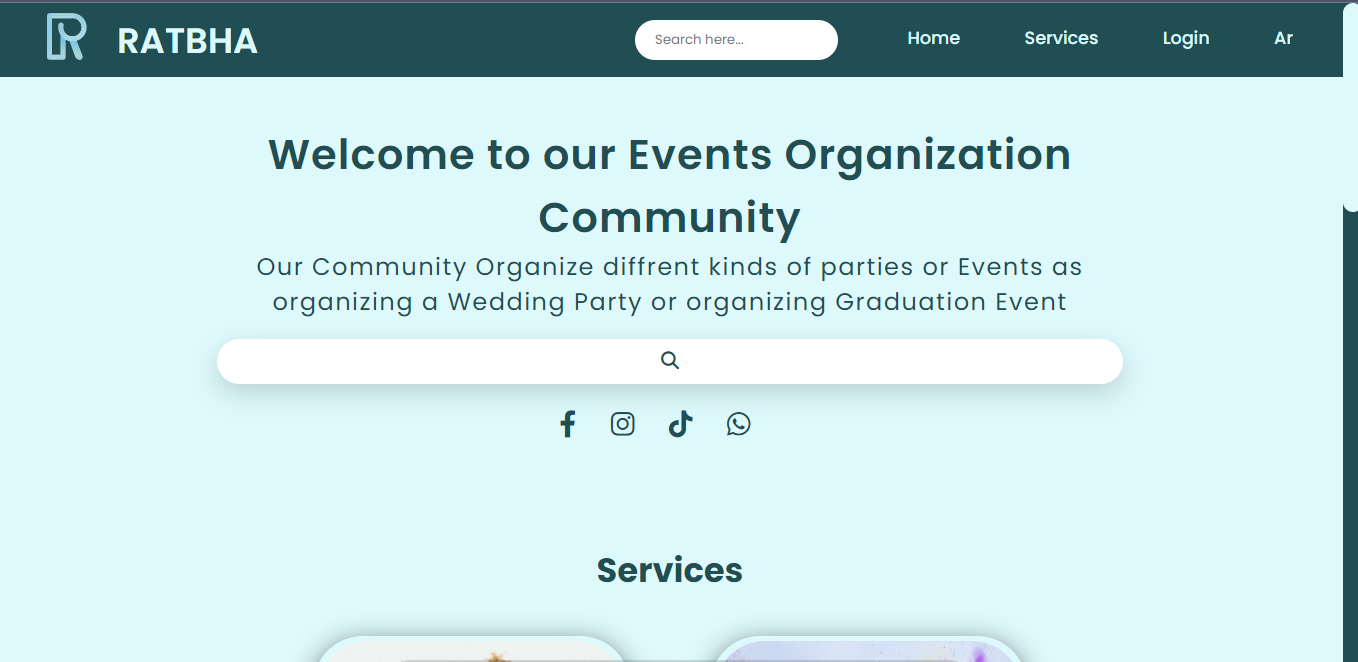 RATBHA
Search here...
Home
Services
Login
Ar
Welcome to our Events Organization
Community
Our Community Organize diffrent kinds of parties or Events as
organizing a Wedding Party or organizing Graduation Event
Services